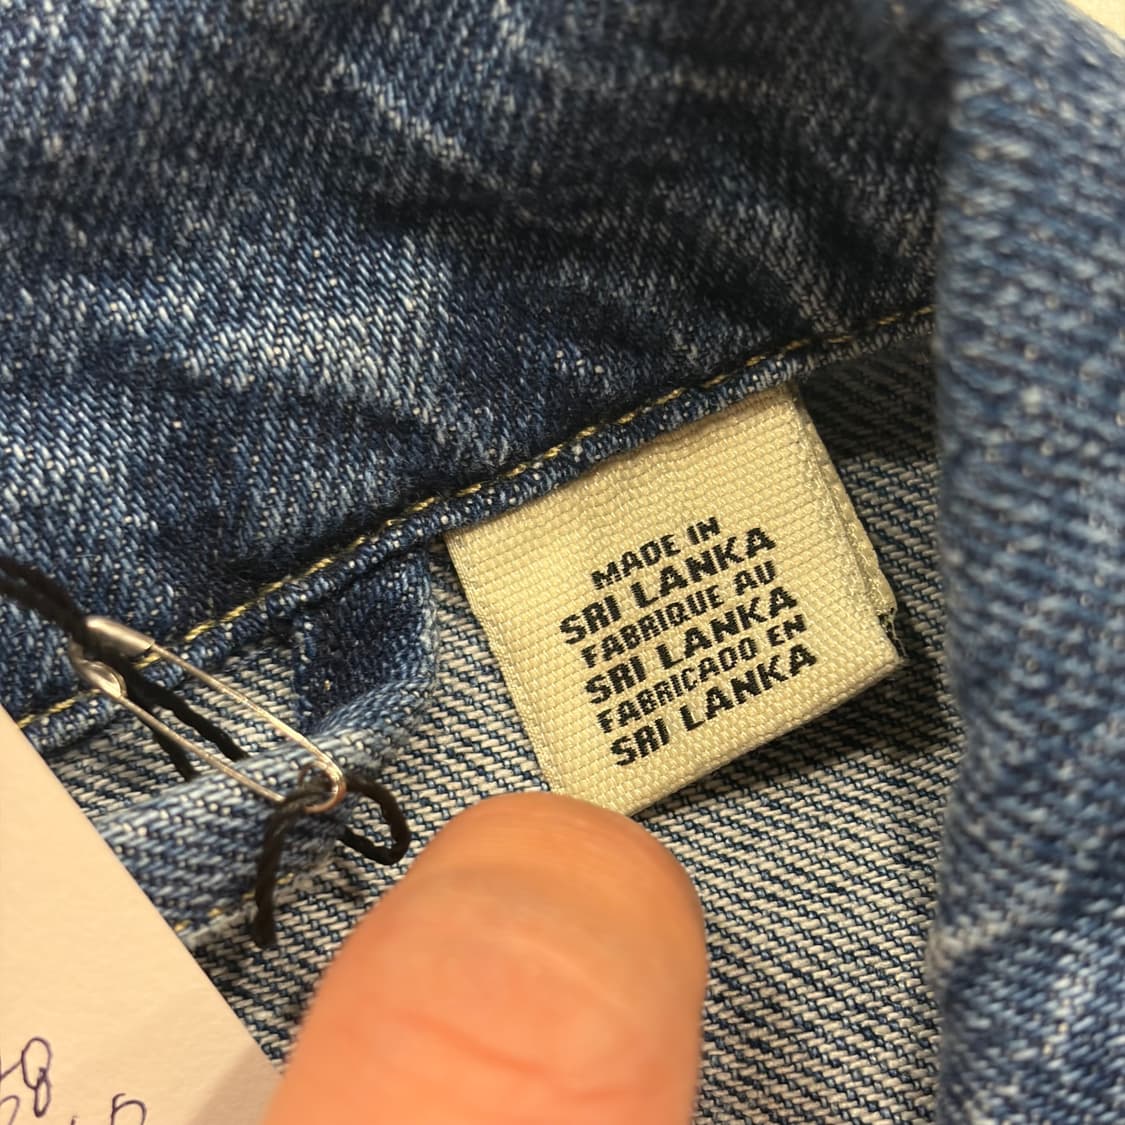 MADE IN
SRI LANKA
FABRIQUE AU
SRI LANKA
FABRICADO EN
SRI LANKA